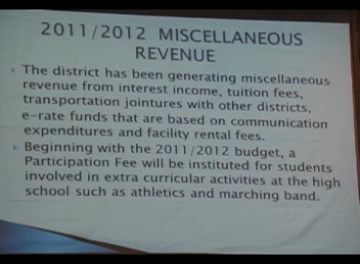 2011/2012 MISCELLANEOUS
REVENUE
The district has been generating miscellaneous
revenue from interest income, tuition fees,
transportation jointures with other districts,
e-rate funds that are based on communication
expenditures and facility rental fees.
Beginning with the 2011/2012 budget, a
Participation Fee will be instituted for students
involved in extra curricular activities at the high
school such as athletics and marching band.